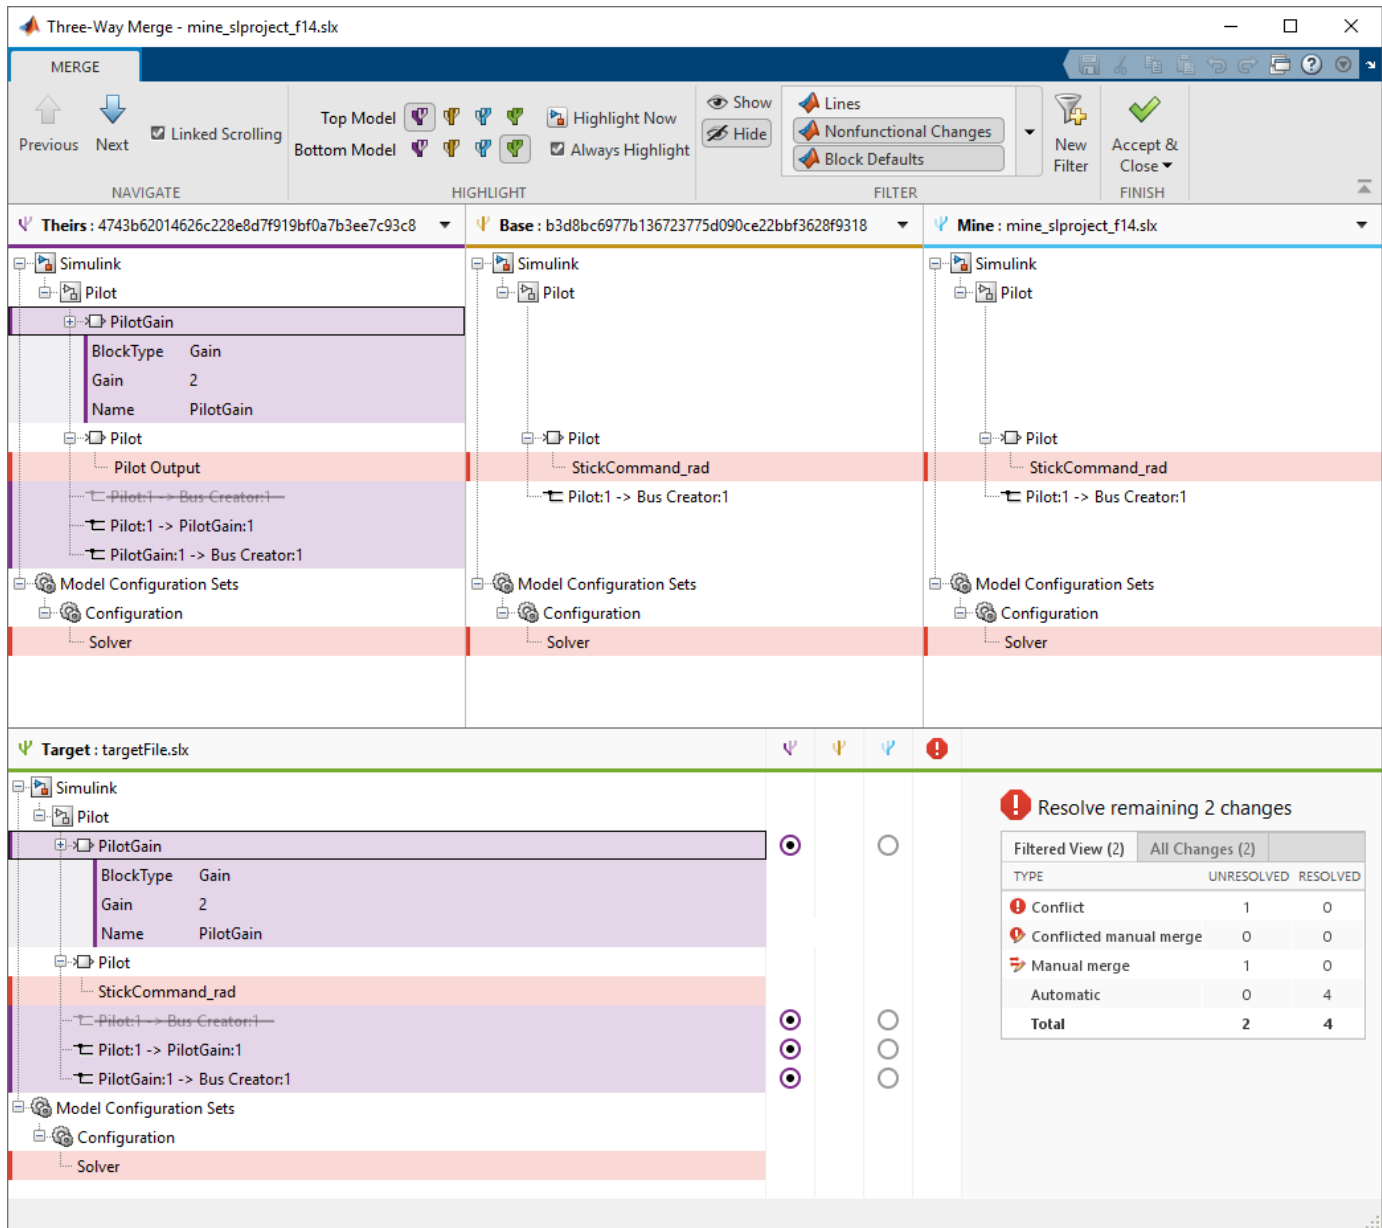 Three-Way Merge - mine_slproject_f14.slx
MERGE
Previous
Next
Linked Scrolling
NAVIGATE
Top Model
Bottom Model
Highlight Now
Always Highlight
HIGHLIGHT
Show
Hide
Lines
Nonfunctional Changes
Block Defaults
FILTER
New
Filter
Accept &
Close
FINISH
Theirs : 4743b62014626c228e8d7f919bf0a7b3ee7c93c8
Simulink
Pilot
PilotGain
BlockType Gain
Gain 2
Name PilotGain
Pilot
Pilot Output
Pilot:1 -> Bus Creator:1
Pilot:1 -> PilotGain:1
PilotGain:1 -> Bus Creator:1
Model Configuration Sets
Configuration
Solver
Base : b3d8bc6977b136723775d090ce22bbf3628f9318
Simulink
Pilot
Pilot
StickCommand_rad
Pilot:1 -> Bus Creator:1
Model Configuration Sets
Configuration
Solver
Mine : mine_slproject_f14.slx
Simulink
Pilot
Pilot
StickCommand_rad
Pilot:1 -> Bus Creator:1
Model Configuration Sets
Configuration
Solver
Target : targetFile.slx
Simulink
Pilot
PilotGain
BlockType Gain
Gain 2
Name PilotGain
Pilot
StickCommand_rad
Pilot:1 -> Bus Creator:1
Pilot:1 -> PilotGain:1
PilotGain:1 -> Bus Creator:1
Model Configuration Sets
Configuration
Solver
Resolve remaining 2 changes
Filtered View (2) All Changes (2)
TYPE UNRESOLVED RESOLVED
Conflict 1 0
Conflicted manual merge 0 0
Manual merge 1 0
Automatic 0 4
Total 2 4